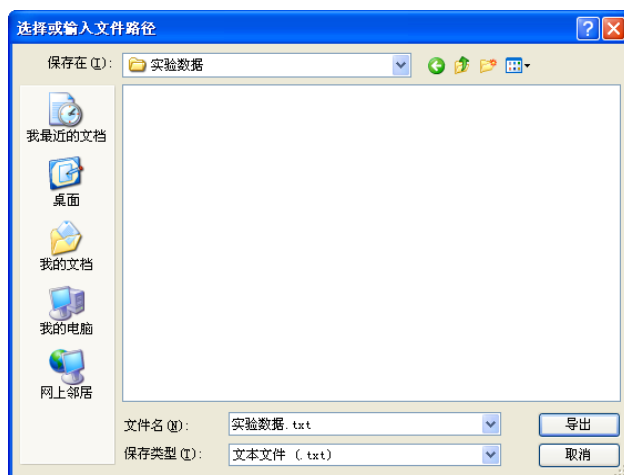 选择或输入文件路径
保存在(I):
实验数据
我最近的文档
桌面
我的文档
我的电脑
网上邻居
文件名(N):
实验数据.txt
导出
保存类型(T):
文本文件 (.txt)
取消